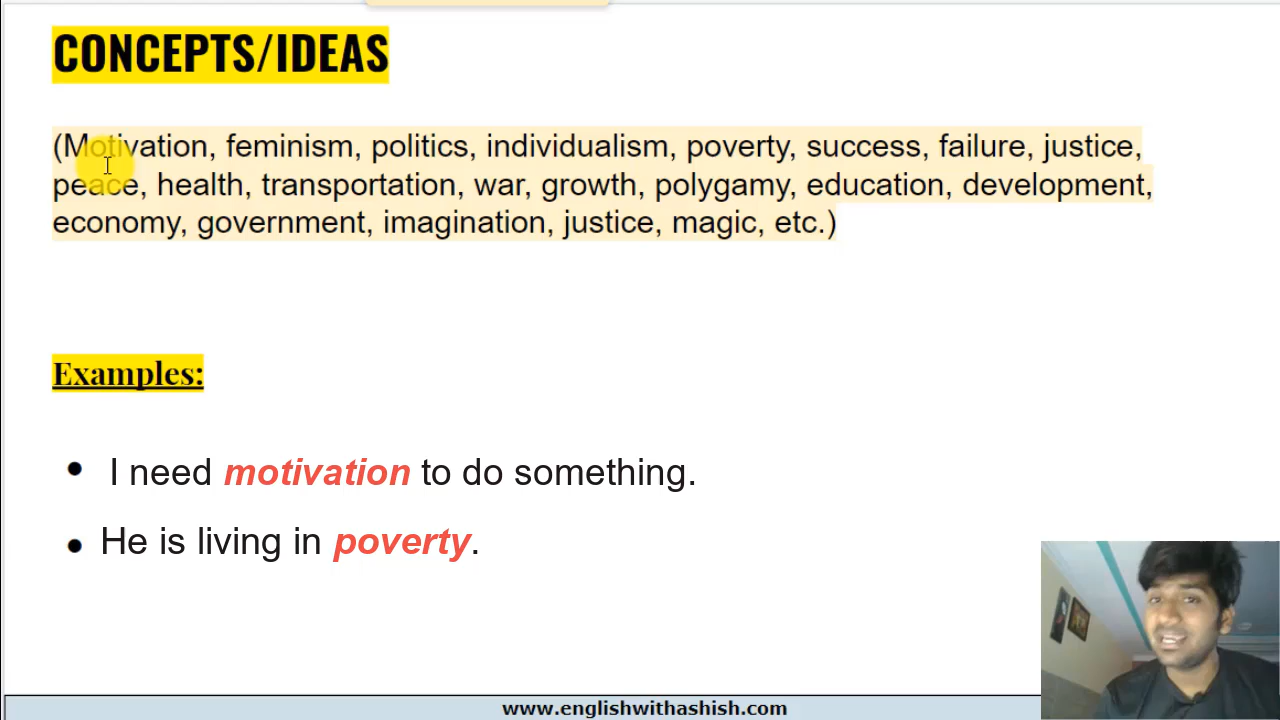 CONCEPTS/IDEAS
(Motivation, feminism, politics, individualism, poverty, success, failure, justice,
peace, health, transportation, war, growth, polygamy, education, development,
economy, government, imagination, justice, magic, etc.)
Examples:
● I need motivation to do something.
● He is living in poverty.
www.englishwithashish.com